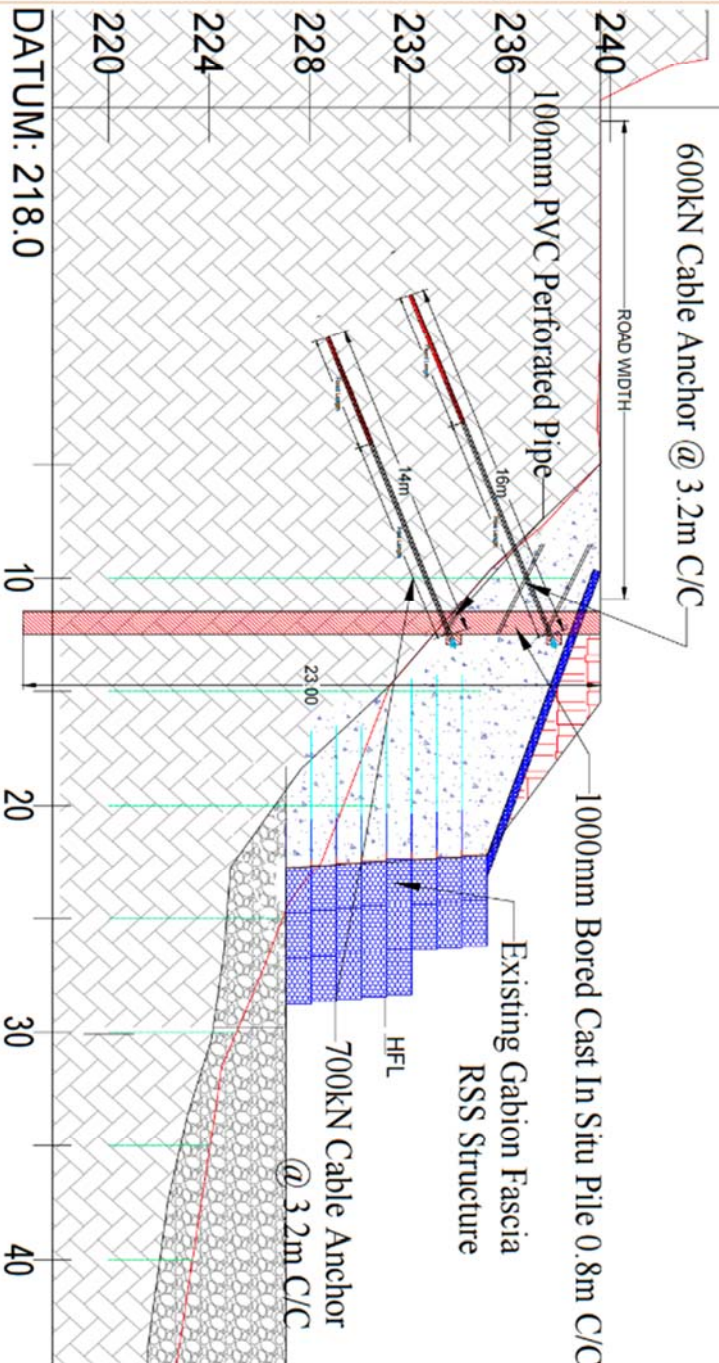 600kN Cable Anchor @ 3.2m C/C
1000mm Bored Cast In Situ Pile 0.8m C/C
ROAD WIDTH
100mm PVC Perforated Pipe
Existing Gabion Fascia
RSS Structure
HFL
700kN Cable Anchor
@ 3.2m C/C
16m
14m
23.00
240
236
232
228
224
220
DATUM: 218.0
10
20
30
40